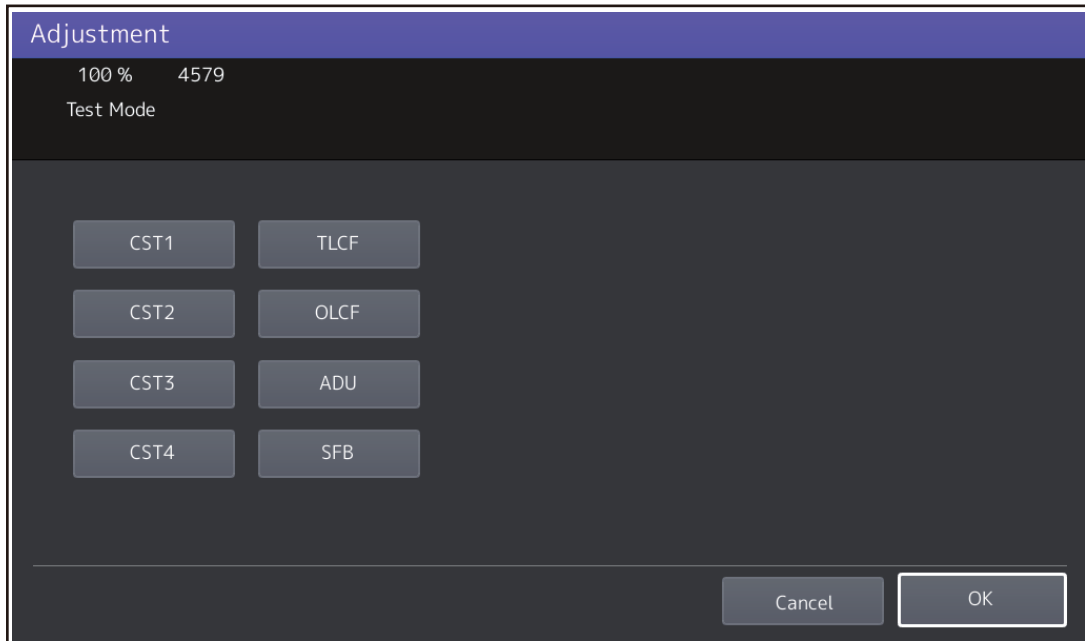 Adjustment
100 % 4579
Test Mode
CST1 TLCF
CST2 OLCF
CST3 ADU
CST4 SFB
Cancel OK